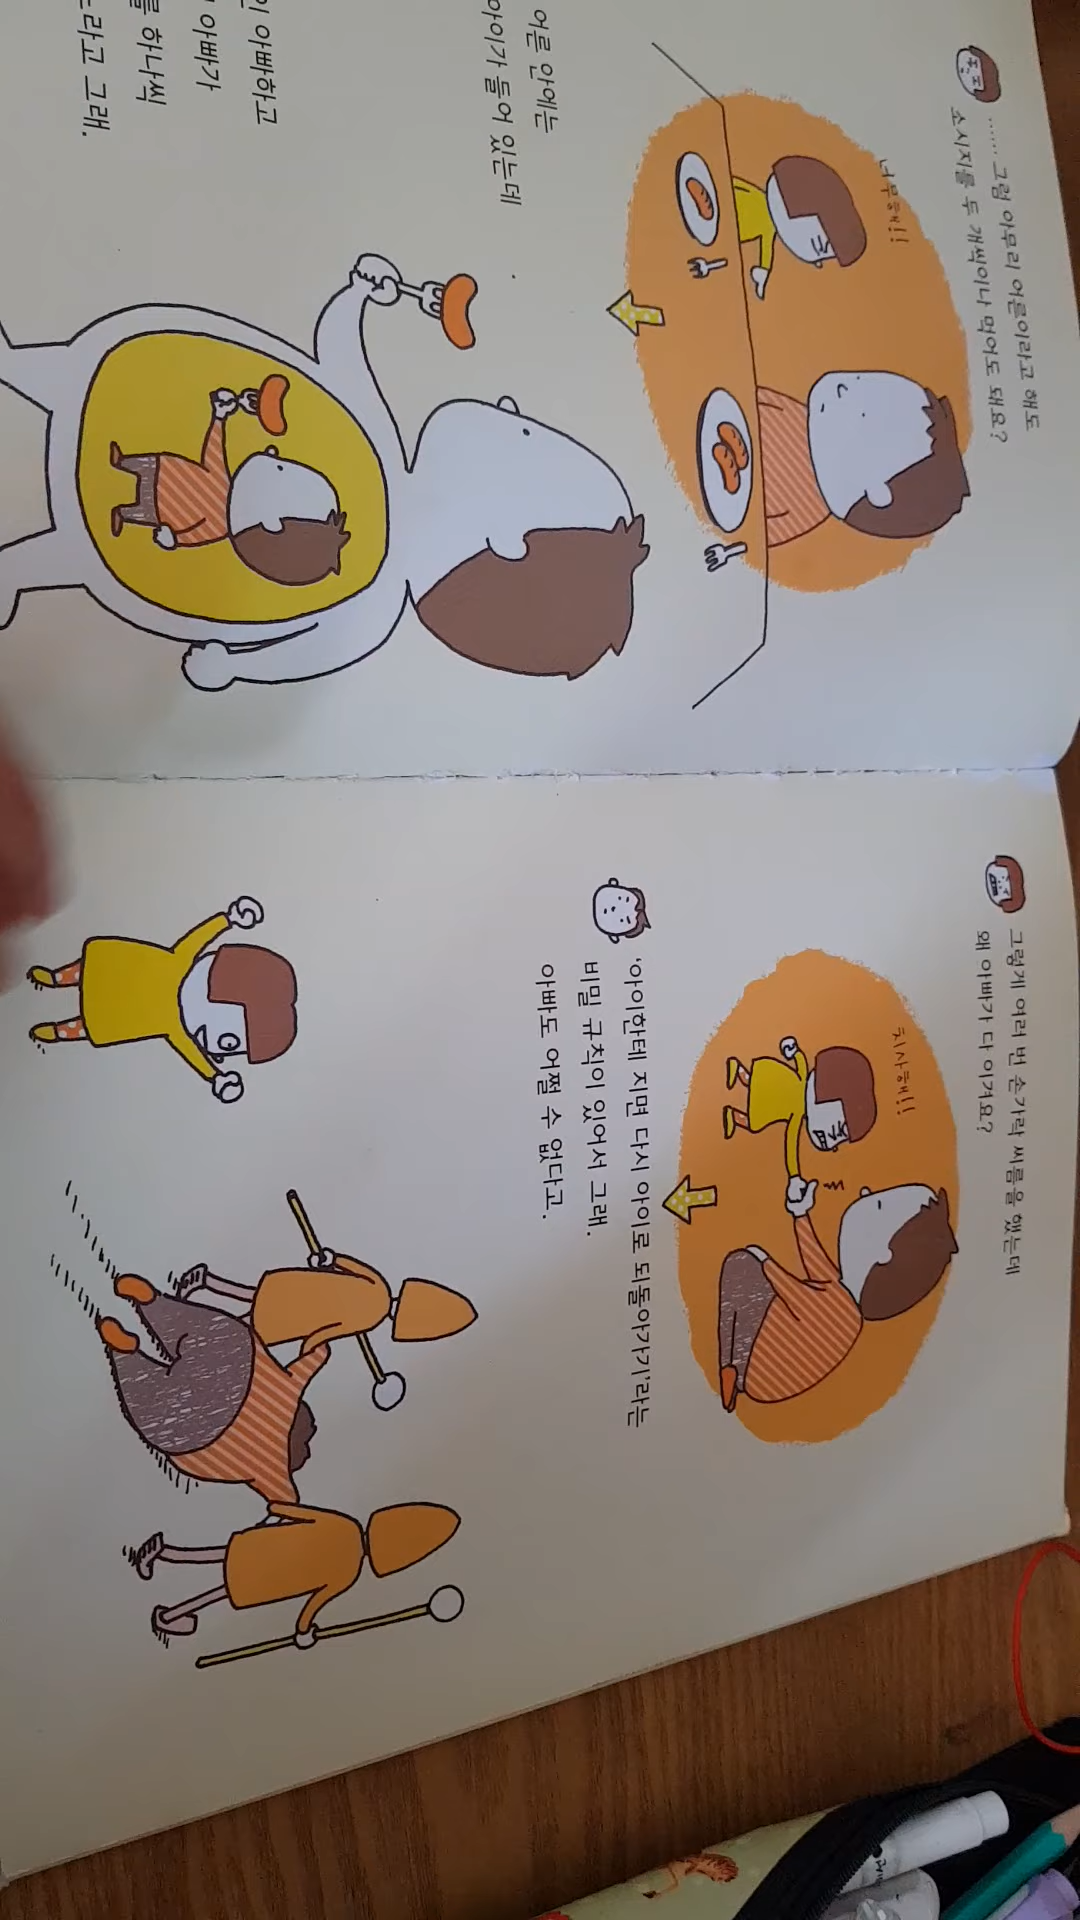 …… 그럼 아무리 어른이라고 해도
소시지를 두 개씩이나 먹어도 돼요?
너무해!!
어른 안에는
아이가 들어 있는데
아빠하고
아빠가
하나씩
라고 그래.
그렇게 여러 번 손가락 씨름을 했는데
왜 아빠가 다 이겨요?
치사해!!
'아이한테 지면 다시 아이로 되돌아가기'라는
비밀 규칙이 있어서 그래.
아빠도 어쩔 수 없다고.